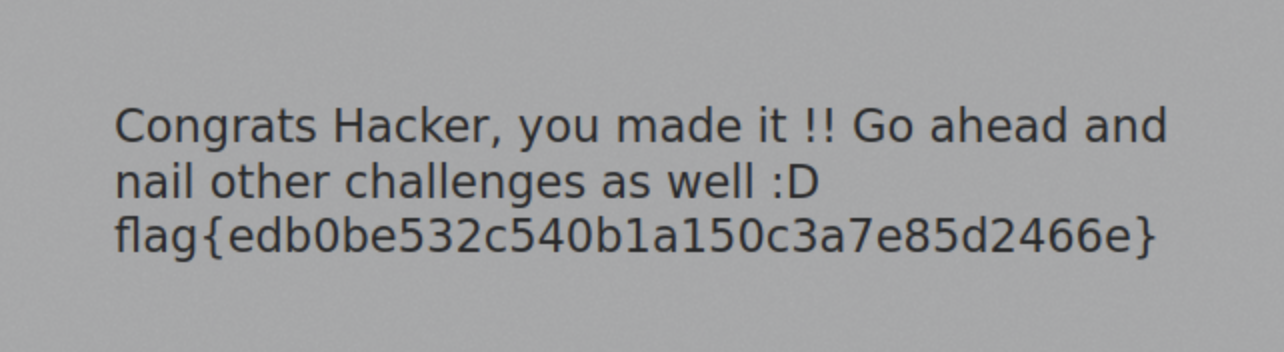 Congrats Hacker, you made it !! Go ahead and
nail other challenges as well :D
flag{edb0be532c540b1a150c3a7e85d2466e}